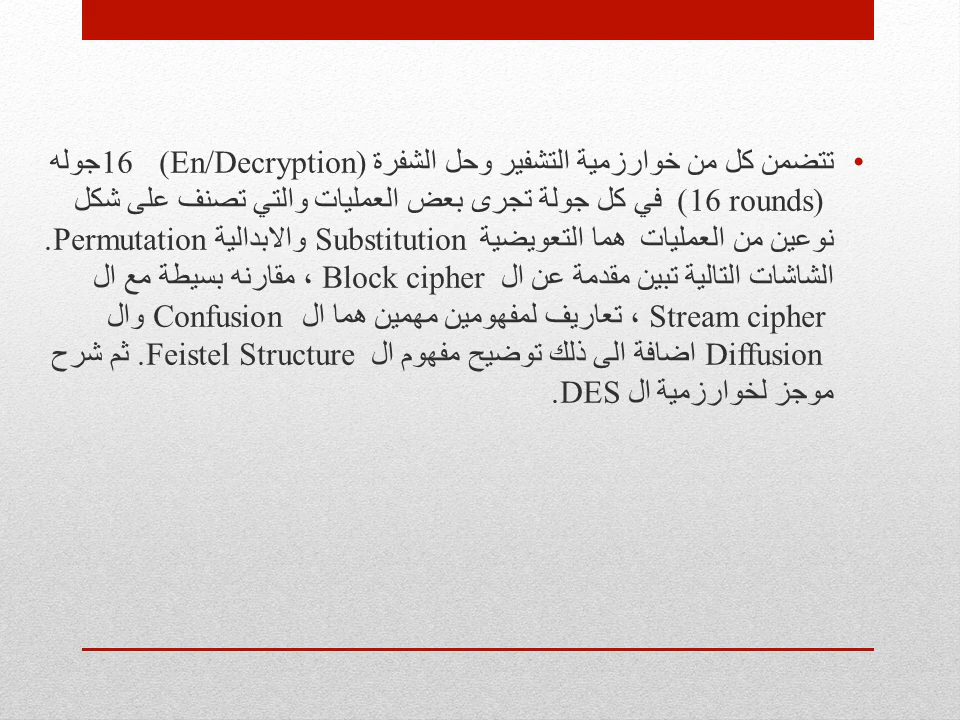 • تتضمن كل من خوارزمية التشفير وحل الشفرة (En/Decryption) 16جوله
(16 rounds) في كل جولة تجرى بعض العمليات والتي تصنف على شكل
نوعين من العمليات هما التعويضية Substitution والابدالية Permutation.
الشاشات التالية تبين مقدمة عن ال Block cipher ، مقارنه بسيطة مع ال
Stream cipher ، تعاريف لمفهومين مهمين هما ال Confusion وال
Diffusion اضافة الى ذلك توضيح مفهوم ال Feistel Structure. ثم شرح
موجز لخوارزمية ال DES.